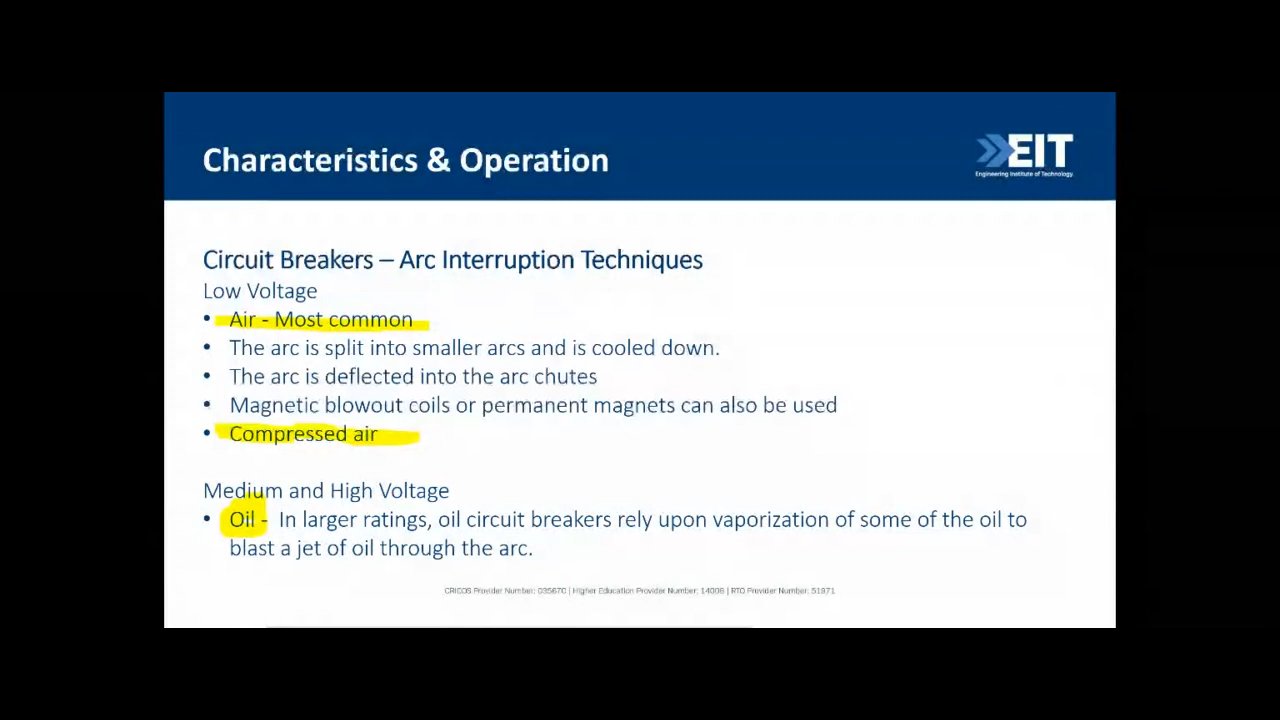 Characteristics & Operation
EIT
Engineering Institute of Technology
Circuit Breakers – Arc Interruption Techniques
Low Voltage
• Air - Most common
• The arc is split into smaller arcs and is cooled down.
• The arc is deflected into the arc chutes
• Magnetic blowout coils or permanent magnets can also be used
• Compressed air
Medium and High Voltage
• Oil - In larger ratings, oil circuit breakers rely upon vaporization of some of the oil to
blast a jet of oil through the arc.
CRICOS Provider Number: 03567C | Higher Education Provider Number: 14008 | RTO Provider Number: 51971